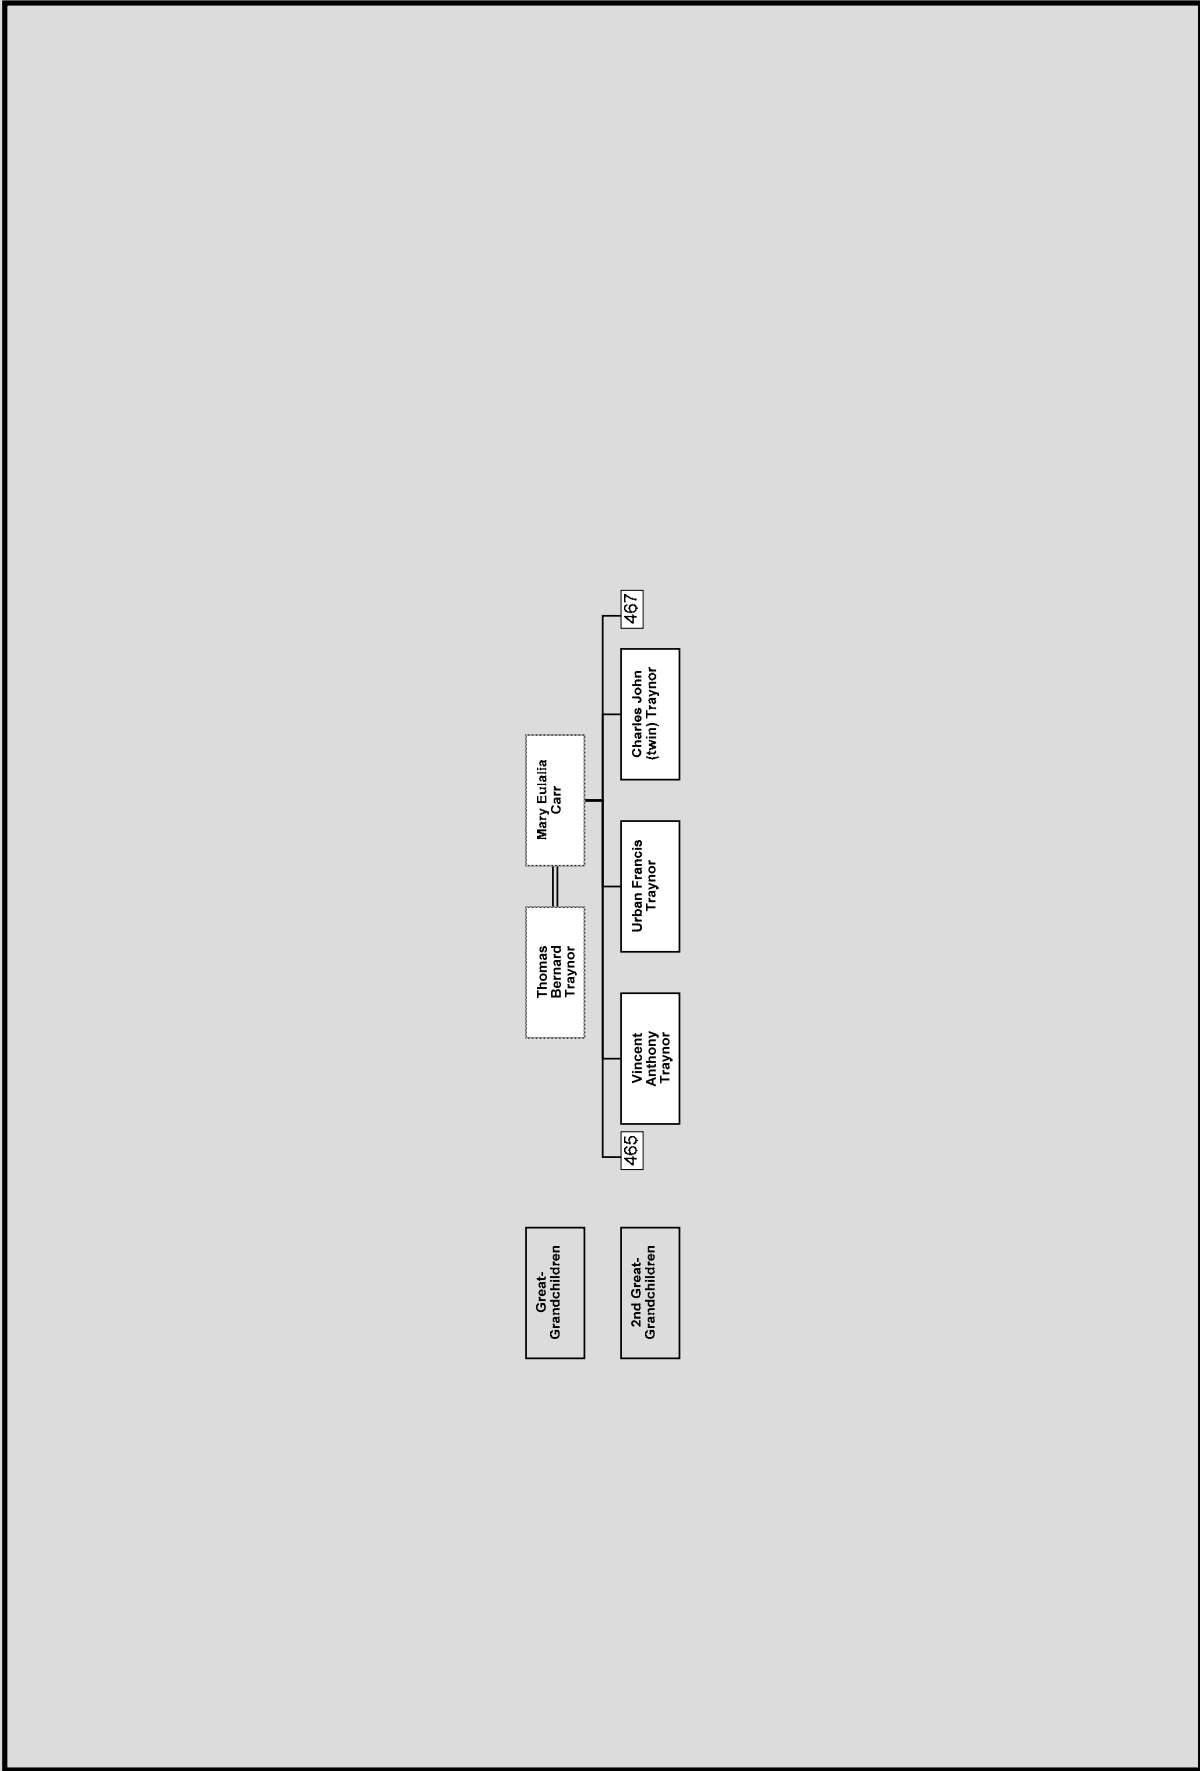 Great-
Grandchildren
Thomas
Bernard
Traynor
Mary Eulalia
Carr
2nd Great-
Grandchildren
465
Vincent
Anthony
Traynor
Urban Francis
Traynor
Charles John
(twin) Traynor
467